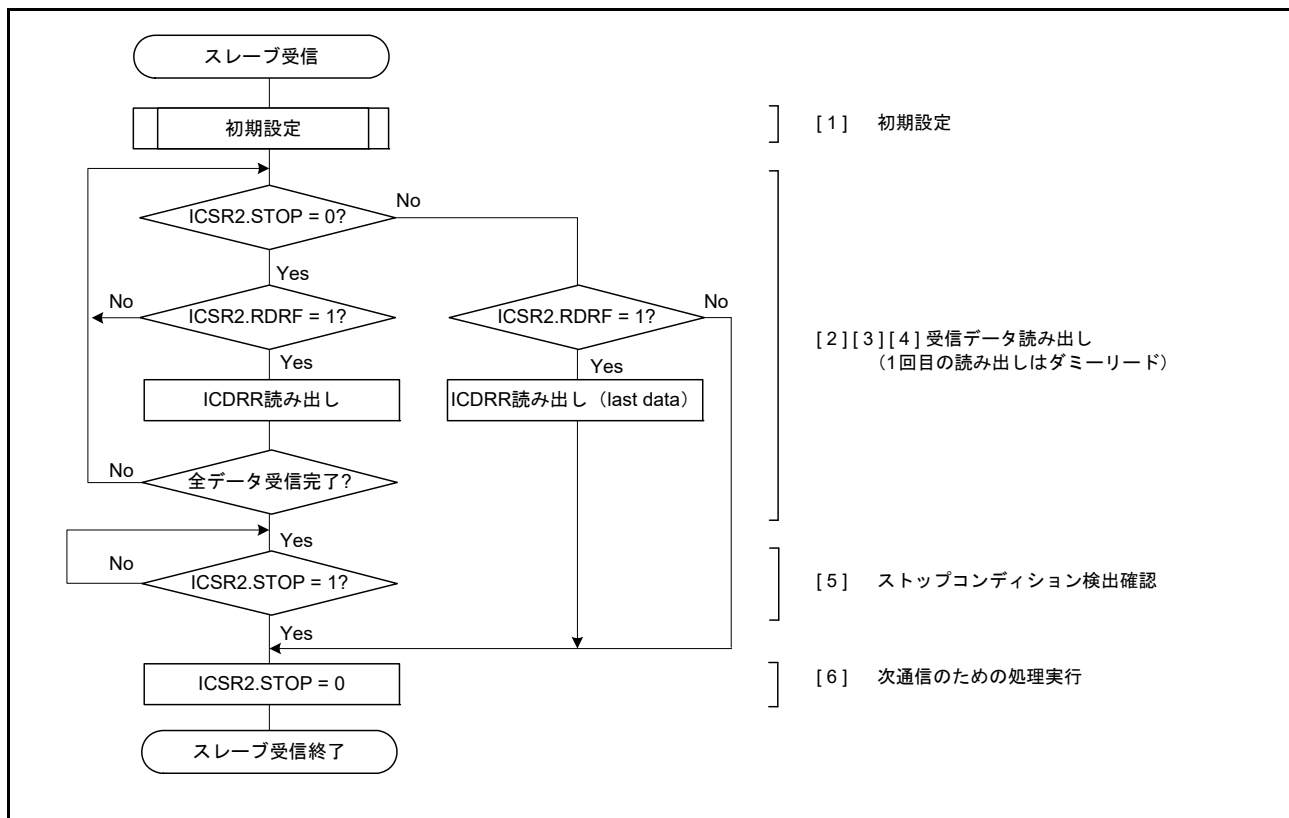 スレーブ受信
初期設定
[ 1 ] 初期設定
ICSR2.STOP = 0?
No
Yes
No
ICSR2.RDRF = 1?
Yes
ICSR2.RDRF = 1?
No
Yes
[ 2 ] [ 3 ] [ 4 ] 受信データ読み出し
(1回目の読み出しはダミーリード)
ICDRR読み出し
ICDRR読み出し（last data）
No
全データ受信完了?
Yes
No
ICSR2.STOP = 1?
Yes
[ 5 ] ストップコンディション検出確認
ICSR2.STOP = 0
[ 6 ] 次通信のための処理実行
スレーブ受信終了